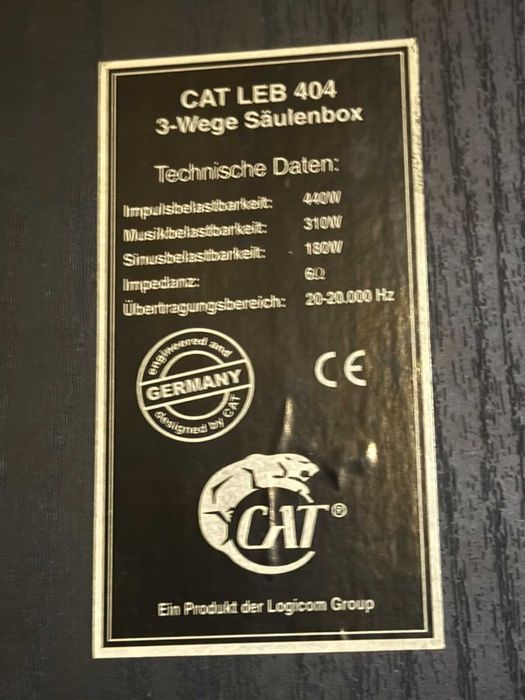 CAT LEB 404
3-Wege Säulenbox
Technische Daten:
Impulsbelastbarkeit: 440W
Musikbelastbarkeit: 310W
Sinusbelastbarkeit: 180W
Impedanz: 6Ω
Übertragungsbereich: 20-20.000 Hz
engineered and
GERMANY
designed by CAT
CE
CAT®
Ein Produkt der Logicom Group